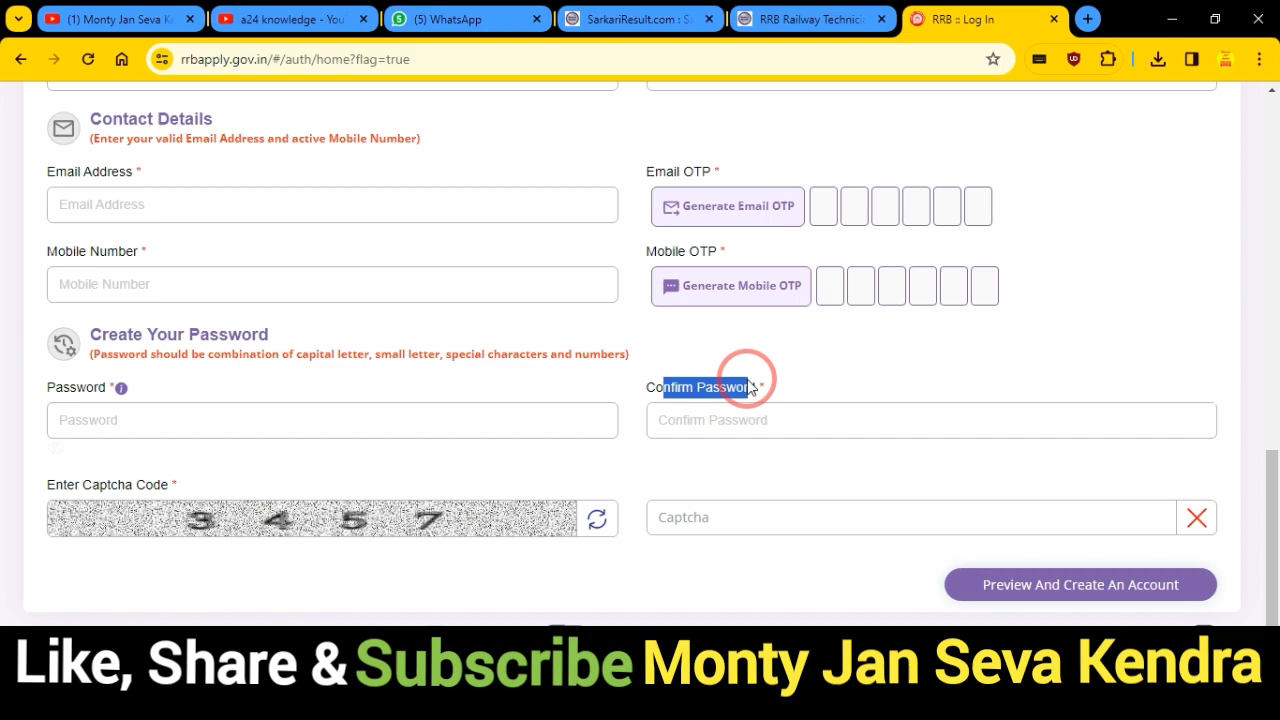 (1) Monty Jan Seva Ke
a24 knowledge - You
(5) WhatsApp
SarkariResult.com : Sa
RRB Railway Technicia
RRB :: Log In
rrbapply.gov.in/#/auth/home?flag=true
Contact Details
(Enter your valid Email Address and active Mobile Number)
Email Address *
Email OTP *
Email Address
Generate Email OTP
Mobile Number *
Mobile OTP *
Mobile Number
Generate Mobile OTP
Create Your Password
(Password should be combination of capital letter, small letter, special characters and numbers)
Password *
Confirm Password *
Password
Confirm Password
Enter Captcha Code *
3 4 5 7
Captcha
Preview And Create An Account
Like, Share & Subscribe Monty Jan Seva Kendra